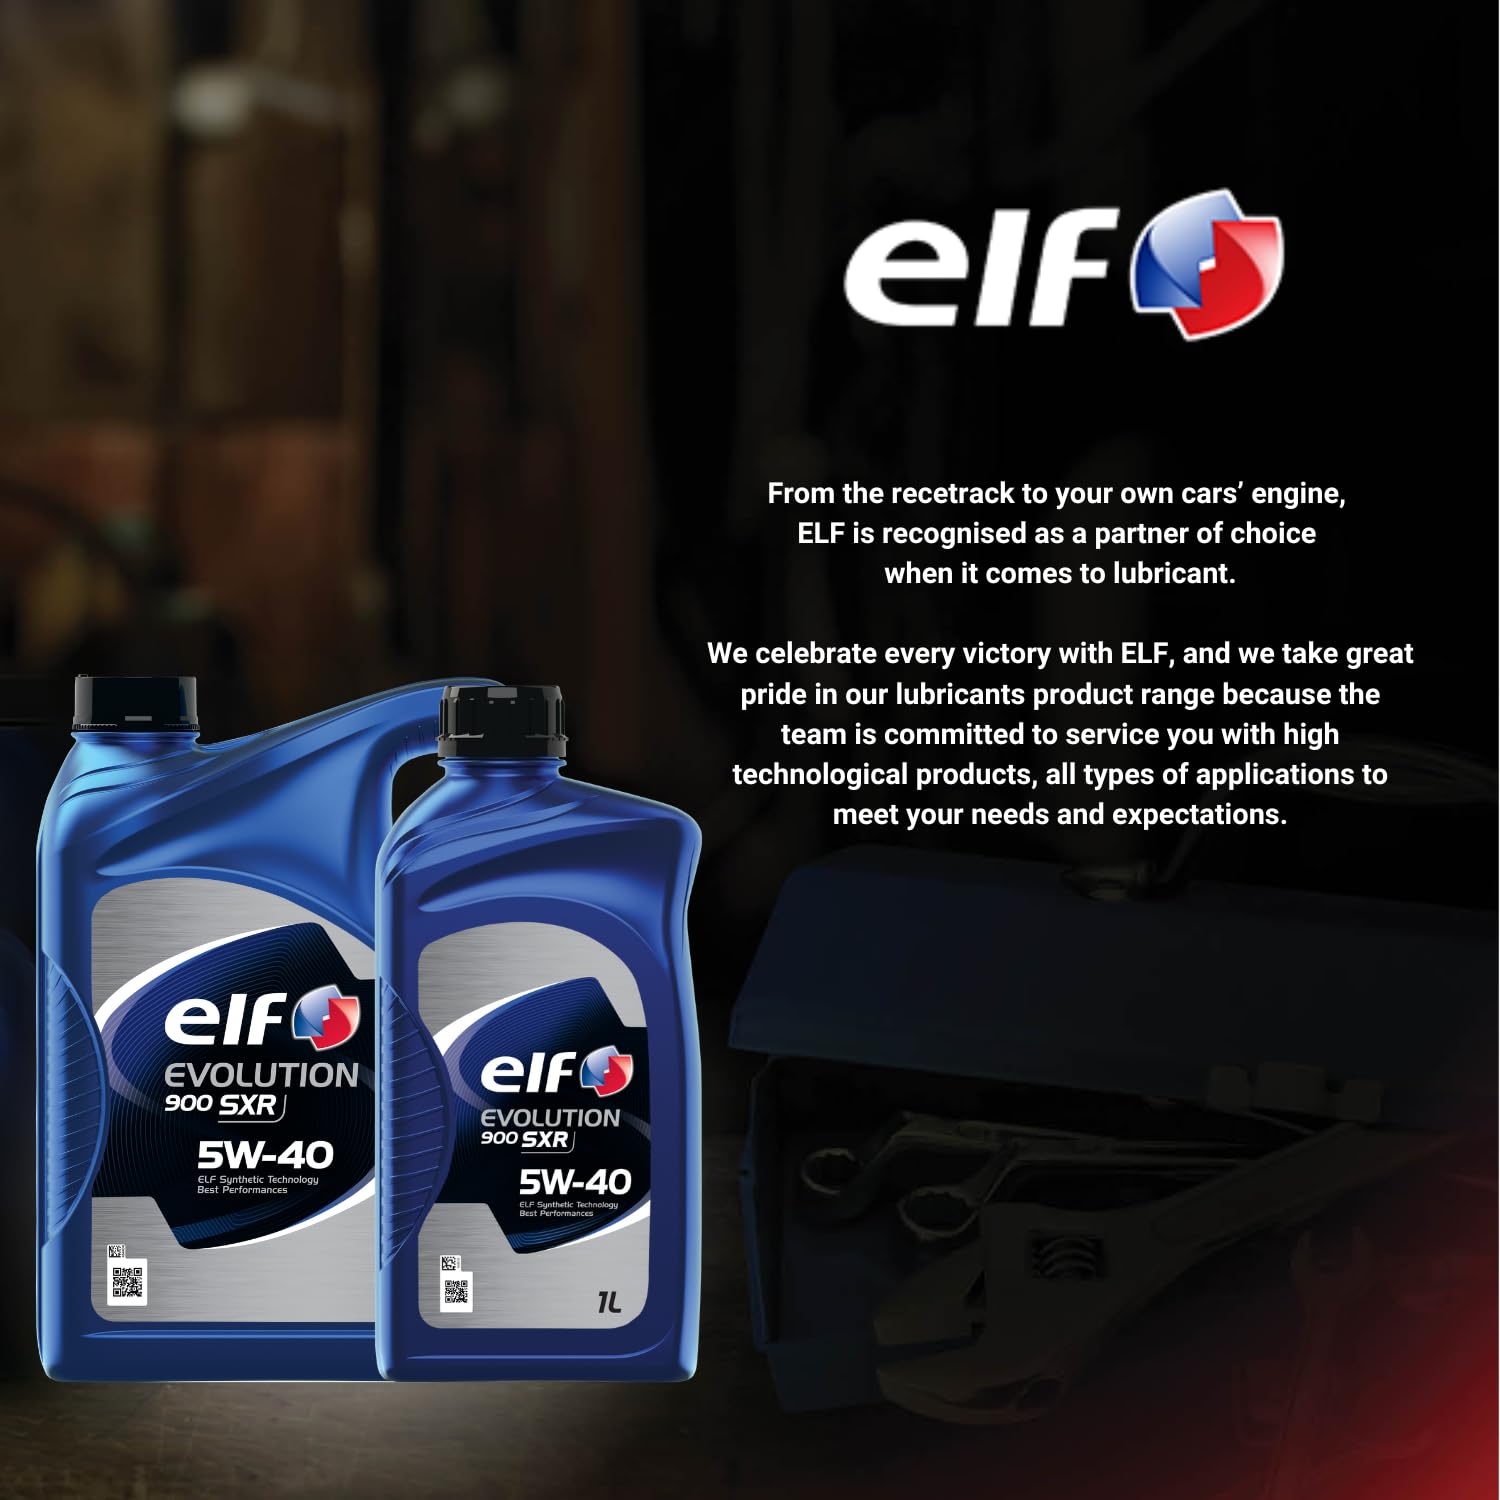 elf
From the recetrack to your own cars’ engine,
ELF is recognised as a partner of choice
when it comes to lubricant.
We celebrate every victory with ELF, and we take great
pride in our lubricants product range because the
team is committed to service you with high
technological products, all types of applications to
meet your needs and expectations.
elf
EVOLUTION
900 SXR
5W-40
ELF Synthetic Technology
Best Performances
elf
EVOLUTION
900 SXR
5W-40
ELF Synthetic Technology
Best Performances
1L